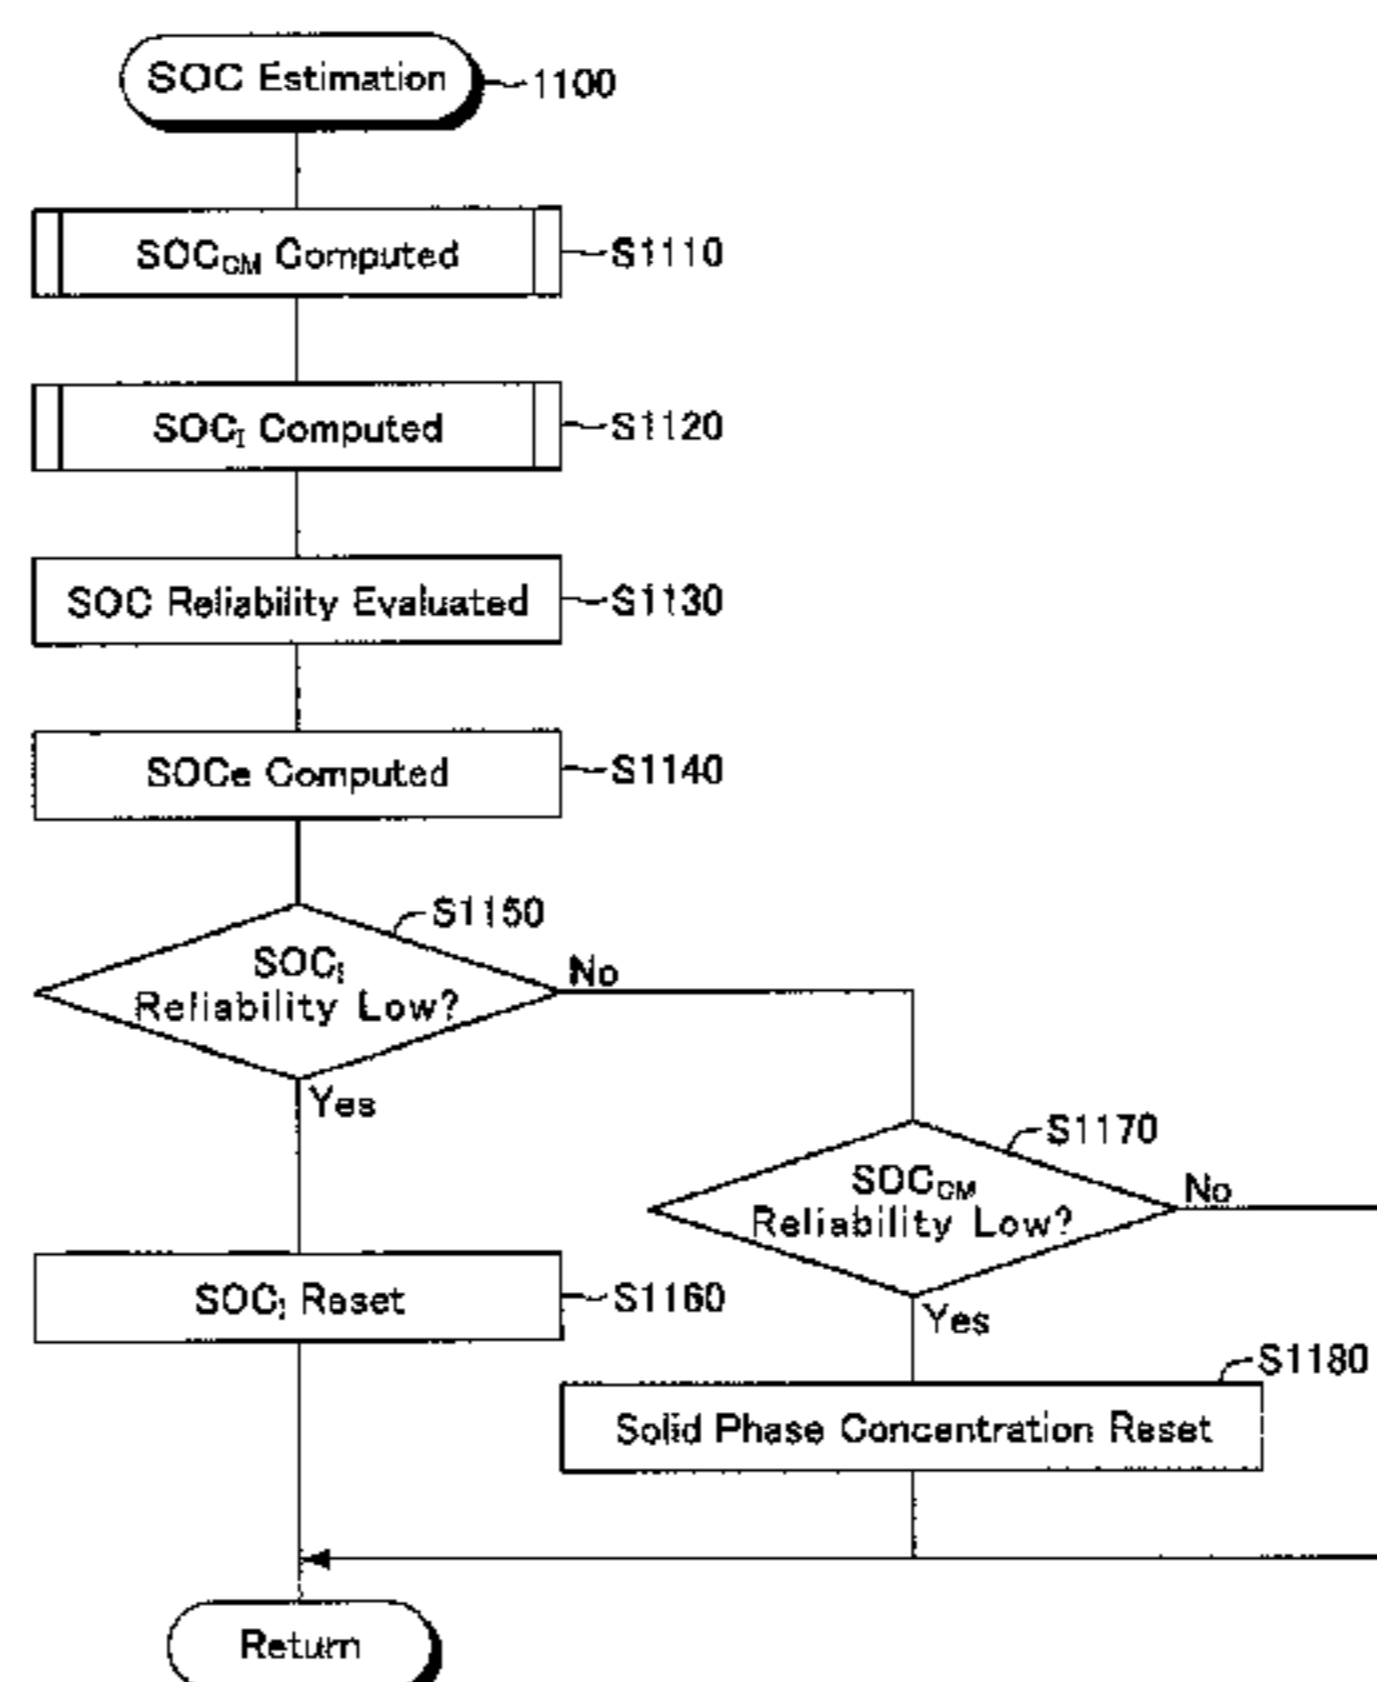 SOC Estimation
1100
SOC_CM Computed
S1110
SOC_I Computed
S1120
SOC Reliability Evaluated
S1130
SOCe Computed
S1140
S1150
SOC_I
Reliability Low?
No
Yes
S1170
SOC_CM
Reliability Low?
No
SOC_I Reset
S1160
Yes
S1180
Solid Phase Concentration Reset
Return